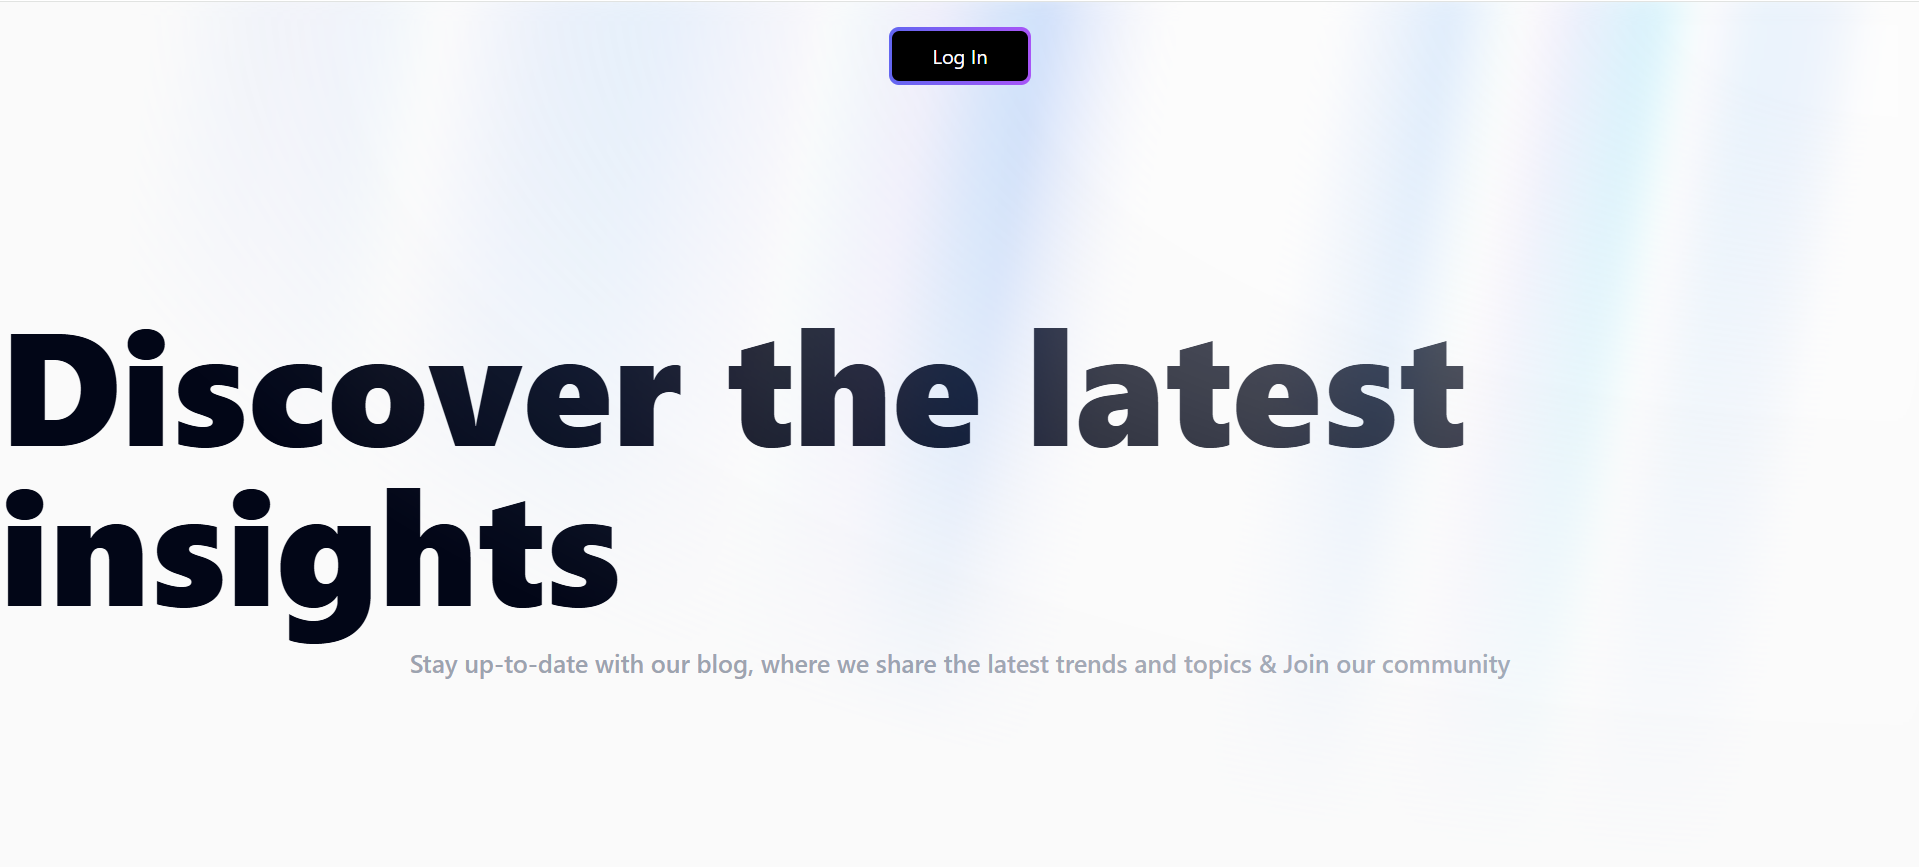 Log In
Discover the latest
insights
Stay up-to-date with our blog, where we share the latest trends and topics & Join our community